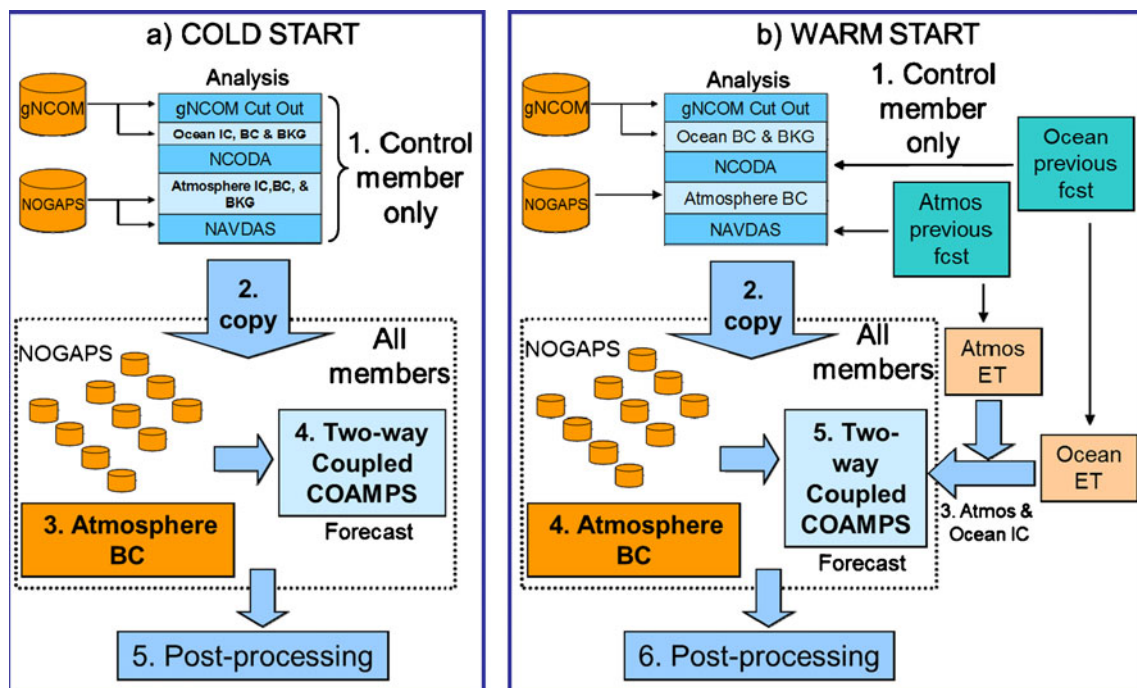 a) COLD START
Analysis
gNCOM
gNCOM Cut Out
Ocean IC, BC & BKG
NCODA
NOGAPS
Atmosphere IC,BC, &
BKG
NAVDAS
1. Control
member
only
2.
copy
NOGAPS
All
members
4. Two-way
Coupled
COAMPS
Forecast
3. Atmosphere
BC
5. Post-processing
b) WARM START
Analysis
gNCOM
gNCOM Cut Out
Ocean BC & BKG
NCODA
NOGAPS
Atmosphere BC
NAVDAS
1. Control
member
only
Ocean
previous
fcst
Atmos
previous
fcst
2.
copy
NOGAPS
All
members
Atmos
ET
Ocean
ET
3. Atmos &
Ocean IC
5. Two-
way
Coupled
COAMPS
Forecast
4. Atmosphere
BC
6. Post-processing